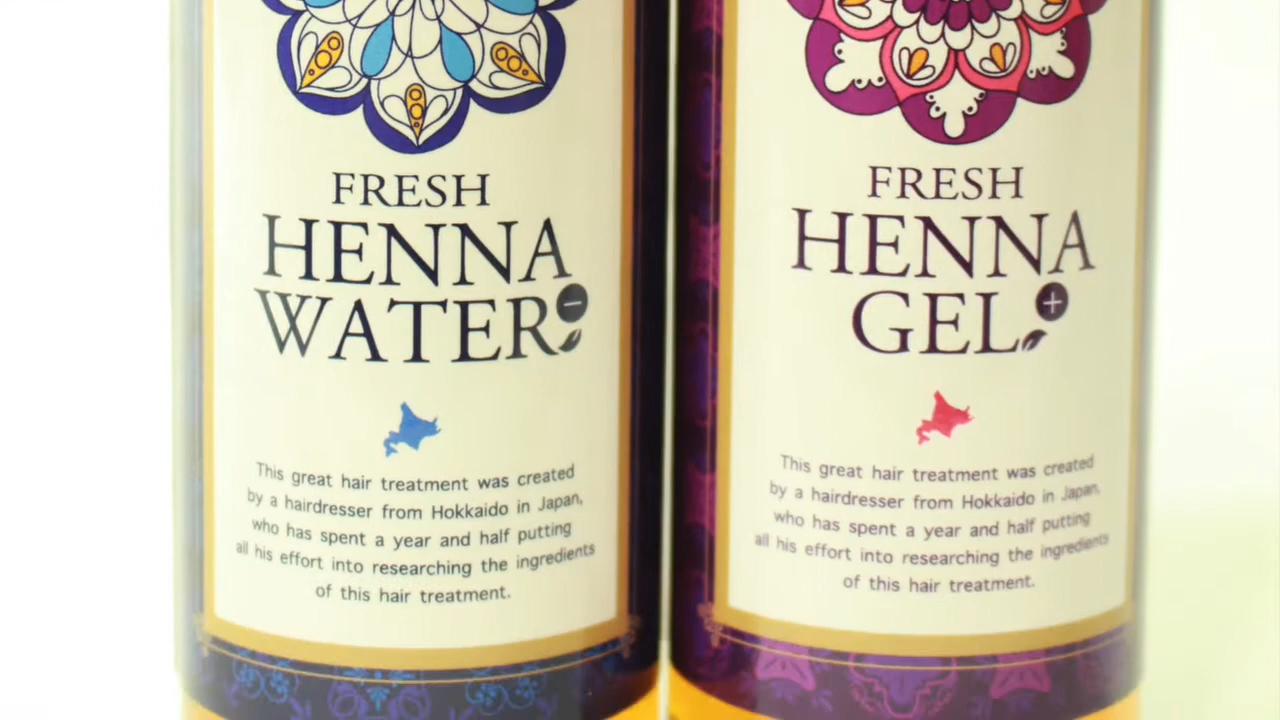 FRESH
HENNA
WATER
This great hair treatment was created
by a hairdresser from Hokkaido in Japan,
who has spent a year and half putting
all his effort into researching the ingredients
of this hair treatment.
FRESH
HENNA
GEL
This great hair treatment was created
by a hairdresser from Hokkaido in Japan,
who has spent a year and half putting
all his effort into researching the ingredients
of this hair treatment.